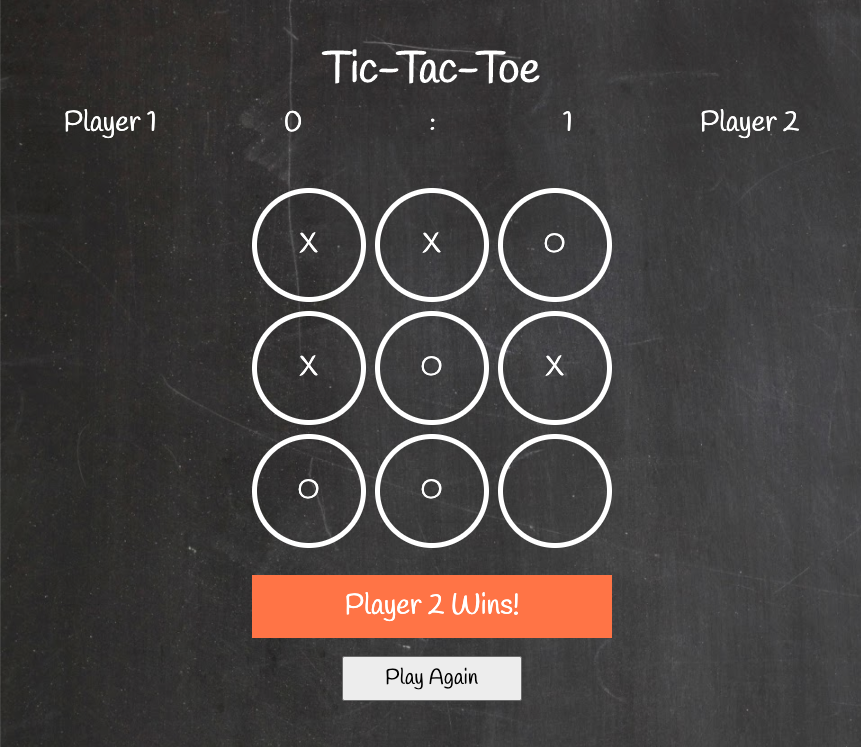 Tic-Tac-Toe
Player 1 0 : 1 Player 2
X X O
X O X
O O
Player 2 Wins!
Play Again